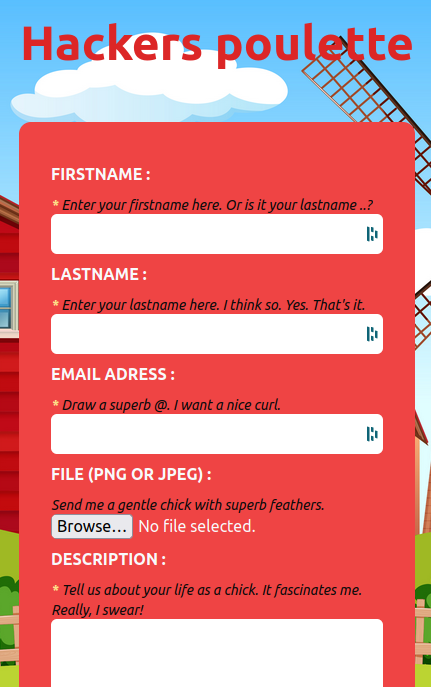 Hackers poulette
FIRSTNAME :
* Enter your firstname here. Or is it your lastname ..?
LASTNAME :
* Enter your lastname here. I think so. Yes. That's it.
EMAIL ADRESS :
* Draw a superb @. I want a nice curl.
FILE (PNG OR JPEG) :
Send me a gentle chick with superb feathers.
Browse... No file selected.
DESCRIPTION :
* Tell us about your life as a chick. It fascinates me.
Really, I swear!